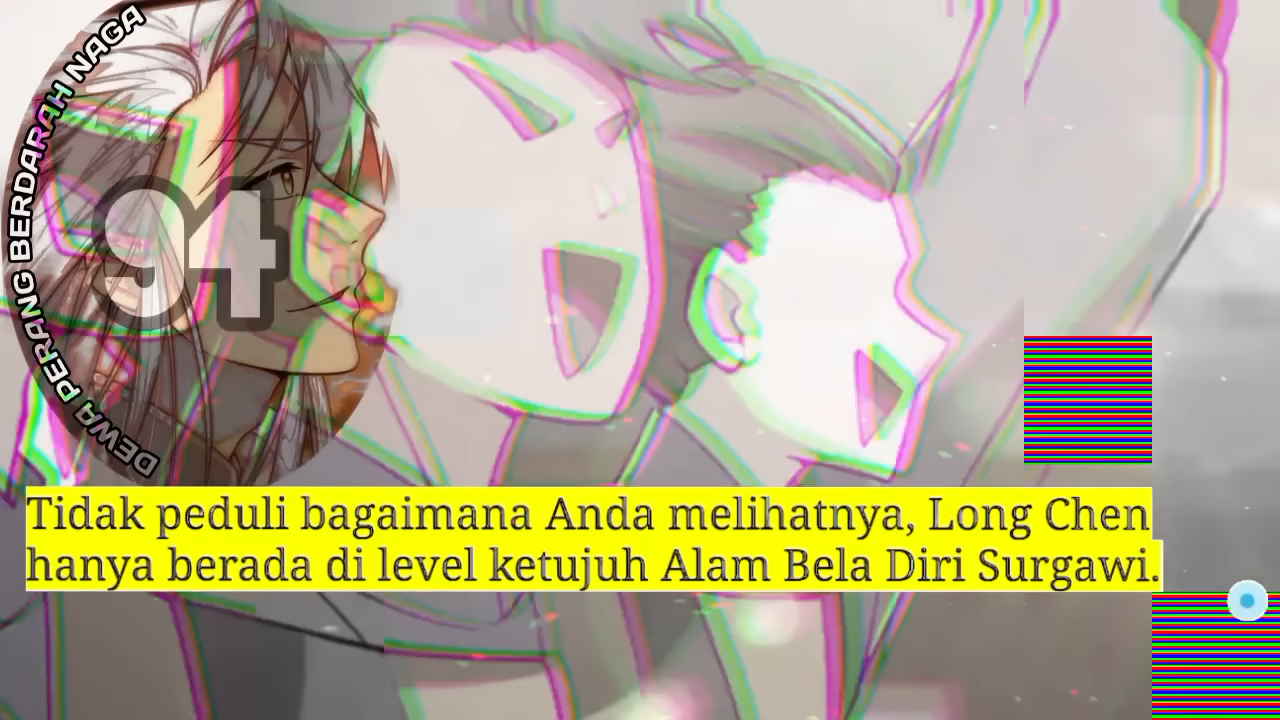 DEWA PERANG BERDARAH NAGA
94
Tidak peduli bagaimana Anda melihatnya, Long Chen
hanya berada di level ketujuh Alam Bela Diri Surgawi.